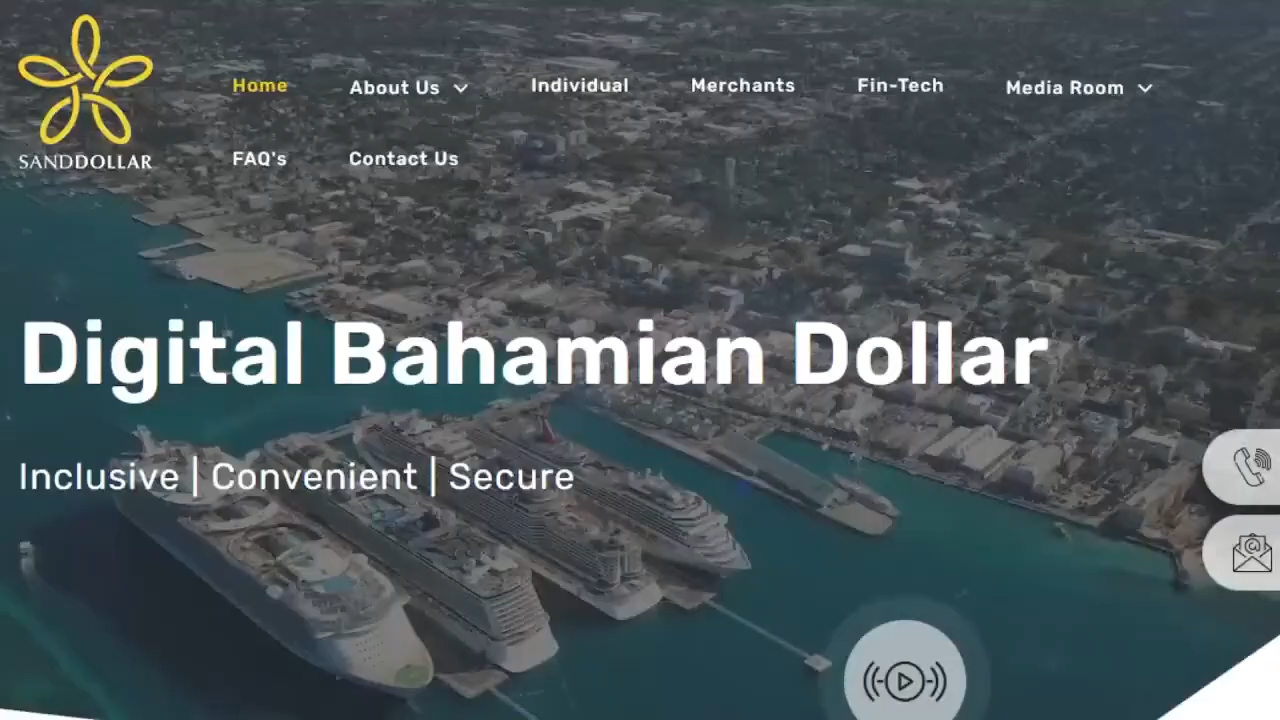 SANDDOLLAR
Home About Us Individual Merchants Fin-Tech Media Room
FAQ's Contact Us
Digital Bahamian Dollar
Inclusive | Convenient | Secure